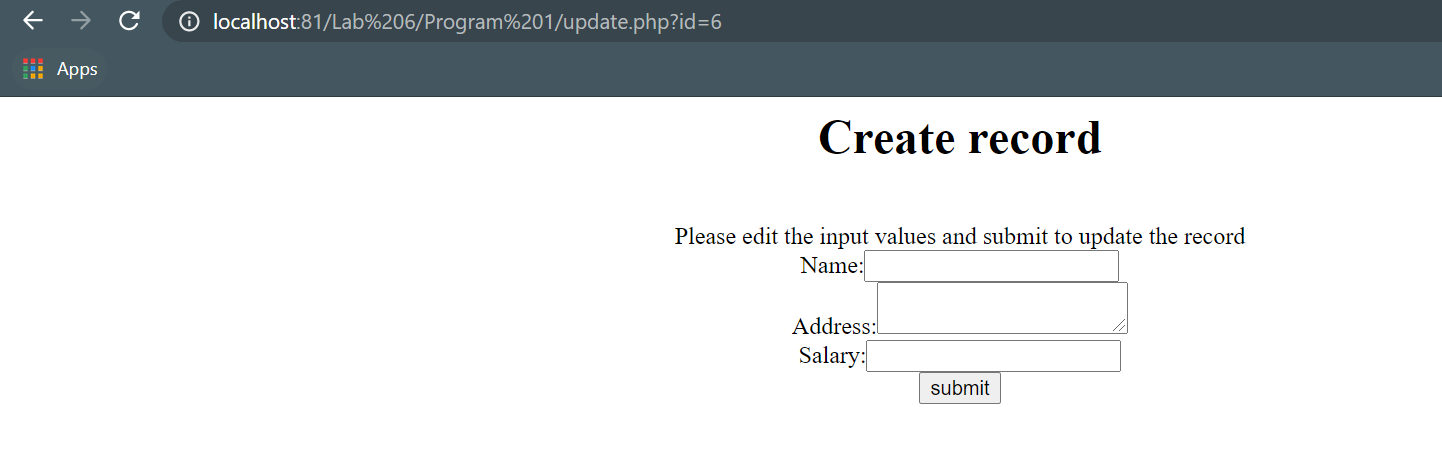 localhost:81/Lab%206/Program%201/update.php?id=6
Apps
Create record
Please edit the input values and submit to update the record
Name:
Address:
Salary:
submit